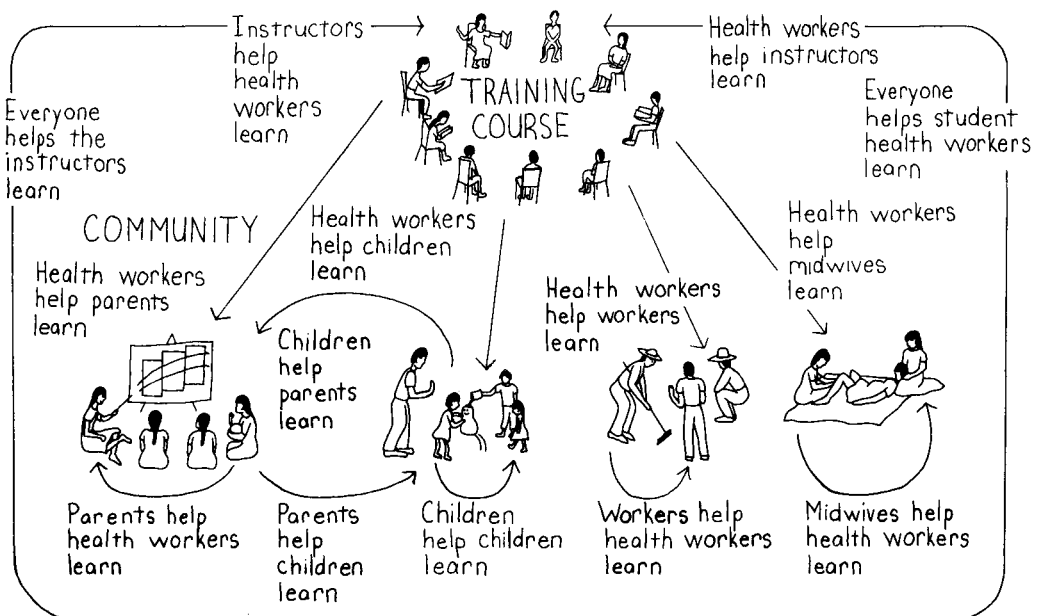 Instructors
help
health
workers
learn
TRAINING
COURSE
Health workers
help instructors
learn
Everyone
helps the
instructors
learn
Everyone
helps student
health workers
learn
COMMUNITY
Health workers
help parents
learn
Health workers
help children
learn
Children
help
parents
learn
Health workers
help workers
learn
Health workers
help
midwives
learn
Parents help
health workers
learn
Parents
help
children
learn
Children
help children
learn
Workers help
health workers
learn
Midwives help
health workers
learn